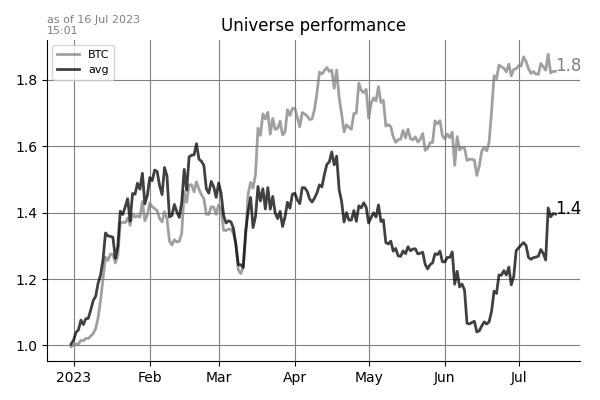 as of 16 Jul 2023
15:01
Universe performance
BTC
avg
1.8
1.6
1.4
1.2
1.0
1.8
1.4
2023
Feb
Mar
Apr
May
Jun
Jul